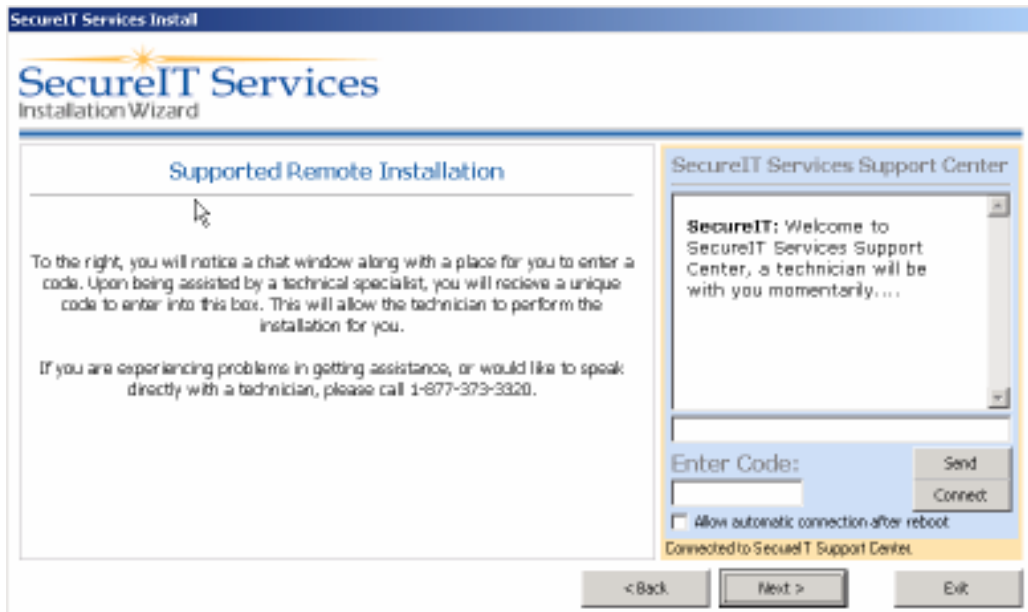 SecureIT Services Install
SecureIT Services
Installation Wizard
Supported Remote Installation
To the right, you will notice a chat window along with a place for you to enter a
code. Upon being assisted by a technical specialist, you will recieve a unique
code to enter into this box. This will allow the technician to perform the
installation for you.
If you are experiencing problems in getting assistance, or would like to speak
directly with a technician, please call 1-877-373-3320.
SecureIT Services Support Center
SecureIT: Welcome to
SecureIT Services Support
Center, a technician will be
with you momentarily....
Enter Code:
Send
Connect
Allow automatic connection after reboot
Connected to SecureIT Support Center.
< Back
Next >
Exit